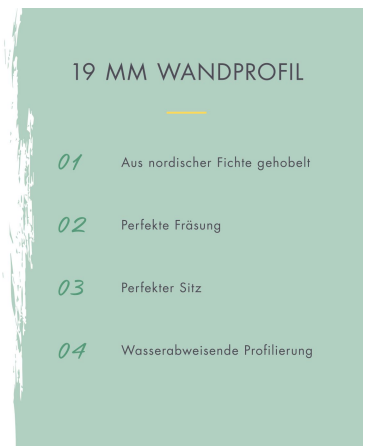 19 MM WANDPROFIL
01 Aus nordischer Fichte gehobelt
02 Perfekte Fräsung
03 Perfekter Sitz
04 Wasserabweisende Profilierung